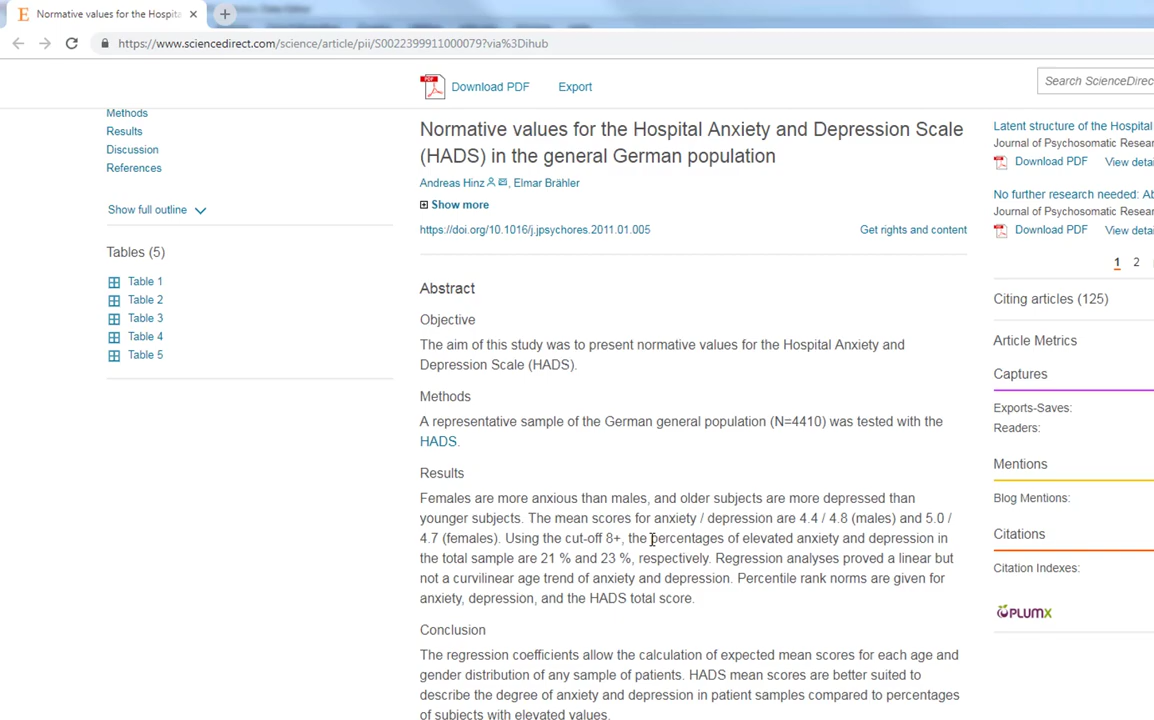 Normative values for the Hospita
https://www.sciencedirect.com/science/article/pii/S0022399911000079?via%3Dihub
Download PDF
Export
Search ScienceDirec
Methods
Results
Discussion
References
Show full outline
Tables (5)
Table 1
Table 2
Table 3
Table 4
Table 5
Normative values for the Hospital Anxiety and Depression Scale
(HADS) in the general German population
Andreas Hinz, Elmar Brähler
Show more
https://doi.org/10.1016/j.jpsychores.2011.01.005
Get rights and content
Abstract
Objective
The aim of this study was to present normative values for the Hospital Anxiety and
Depression Scale (HADS).
Methods
A representative sample of the German general population (N=4410) was tested with the
HADS.
Results
Females are more anxious than males, and older subjects are more depressed than
younger subjects. The mean scores for anxiety / depression are 4.4 / 4.8 (males) and 5.0 /
4.7 (females). Using the cut-off 8+, the percentages of elevated anxiety and depression in
the total sample are 21 % and 23 %, respectively. Regression analyses proved a linear but
not a curvilinear age trend of anxiety and depression. Percentile rank norms are given for
anxiety, depression, and the HADS total score.
Conclusion
The regression coefficients allow the calculation of expected mean scores for each age and
gender distribution of any sample of patients. HADS mean scores are better suited to
describe the degree of anxiety and depression in patient samples compared to percentages
of subjects with elevated values.
Latent structure of the Hospital
Journal of Psychosomatic Resear
Download PDF View detai
No further research needed: Ab
Journal of Psychosomatic Resear
Download PDF View detai
1 2
Citing articles (125)
Article Metrics
Captures
Exports-Saves:
Readers:
Mentions
Blog Mentions:
Citations
Citation Indexes:
PLUMX